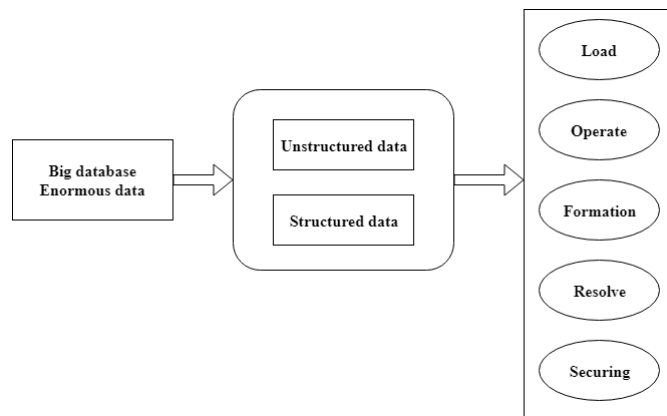 Big database
Enormous data
Unstructured data
Structured data
Load
Operate
Formation
Resolve
Securing